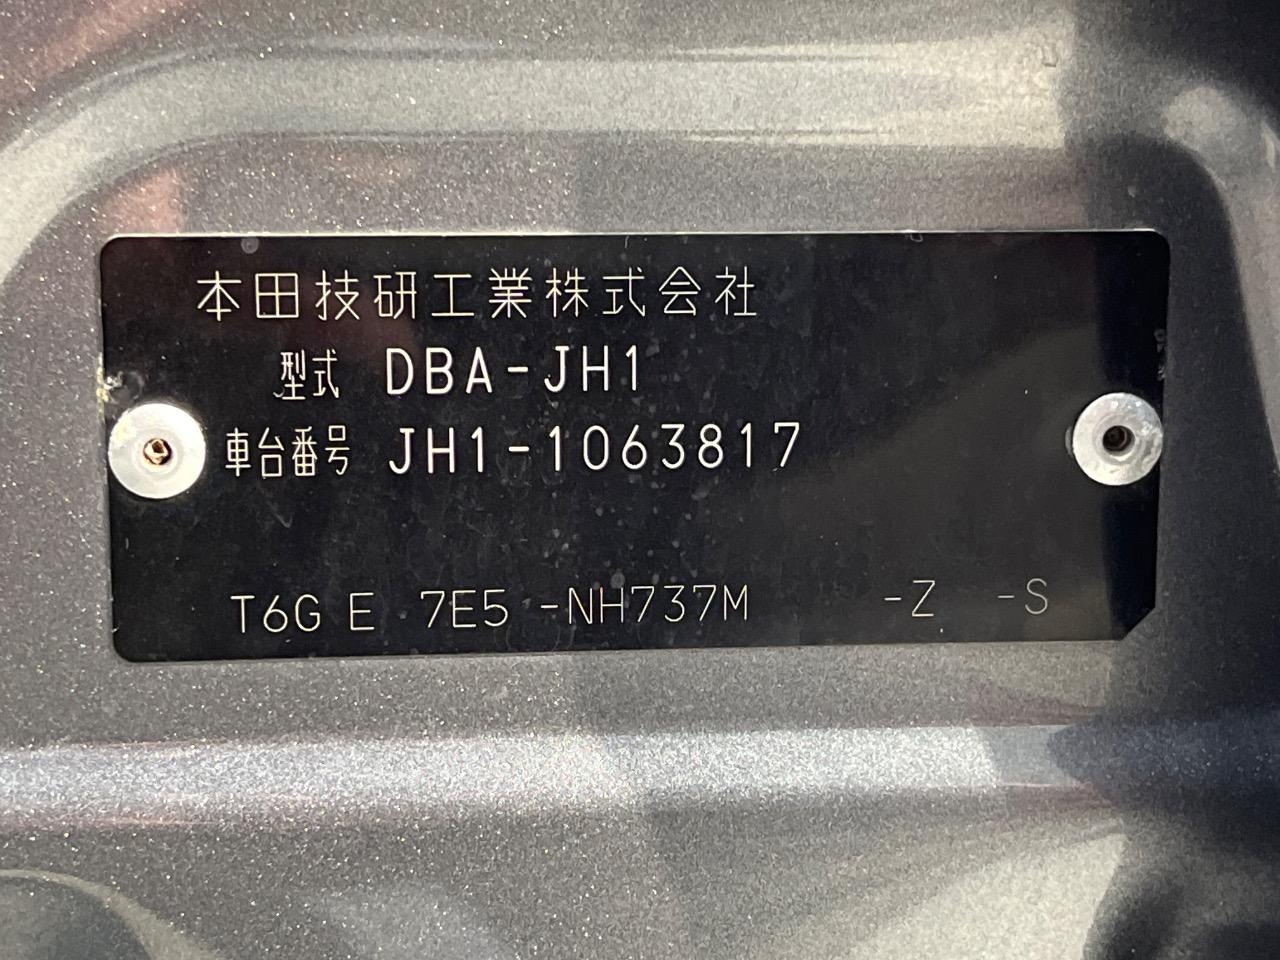 本田技研工業株式会社
型式 DBA-JH1
車台番号 JH1-1063817
T6G E 7E5 -NH737M -Z -S